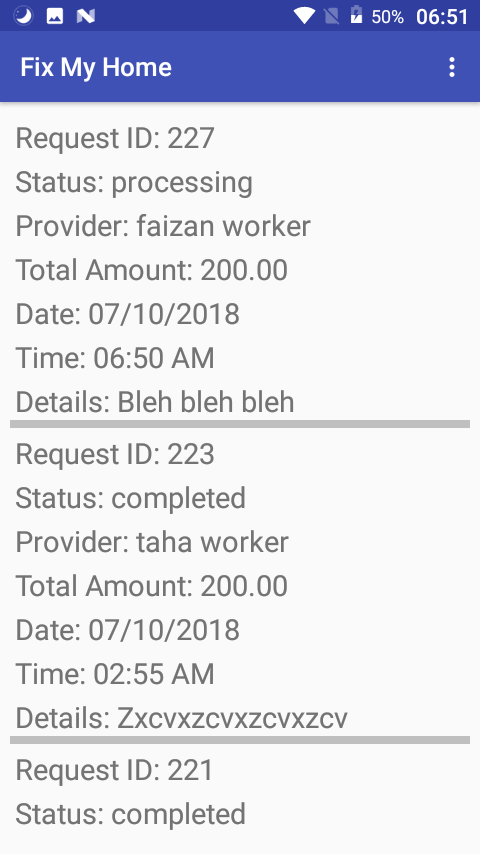 50% 06:51
Fix My Home
Request ID: 227
Status: processing
Provider: faizan worker
Total Amount: 200.00
Date: 07/10/2018
Time: 06:50 AM
Details: Bleh bleh bleh
Request ID: 223
Status: completed
Provider: taha worker
Total Amount: 200.00
Date: 07/10/2018
Time: 02:55 AM
Details: Zxcvxzcvxzcvxzcv
Request ID: 221
Status: completed